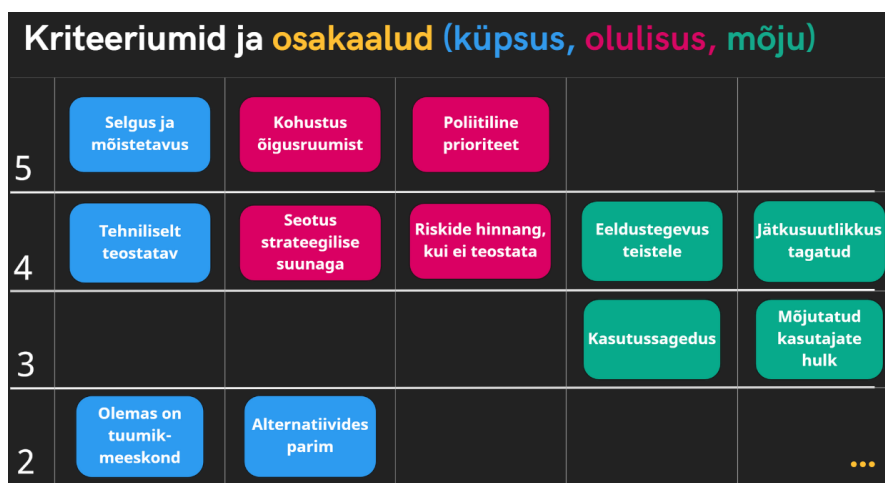 Kriteeriumid ja osakaalud (küpsus, olulisus, mõju)
5
Selgus ja
mõistetavus
Kohustus
õigusruumist
Poliitiline
prioriteet
4
Tehniliselt
teostatav
Seotus
strateegilise
suunaga
Riskide hinnang,
kui ei teostata
Eeldustegevus
teistele
Jätkusuutlikkus
tagatud
3
Kasutussagedus
Mõjutatud
kasutajate
hulk
2
Olemas on
tuumik-
meeskond
Alternatiivides
parim
...